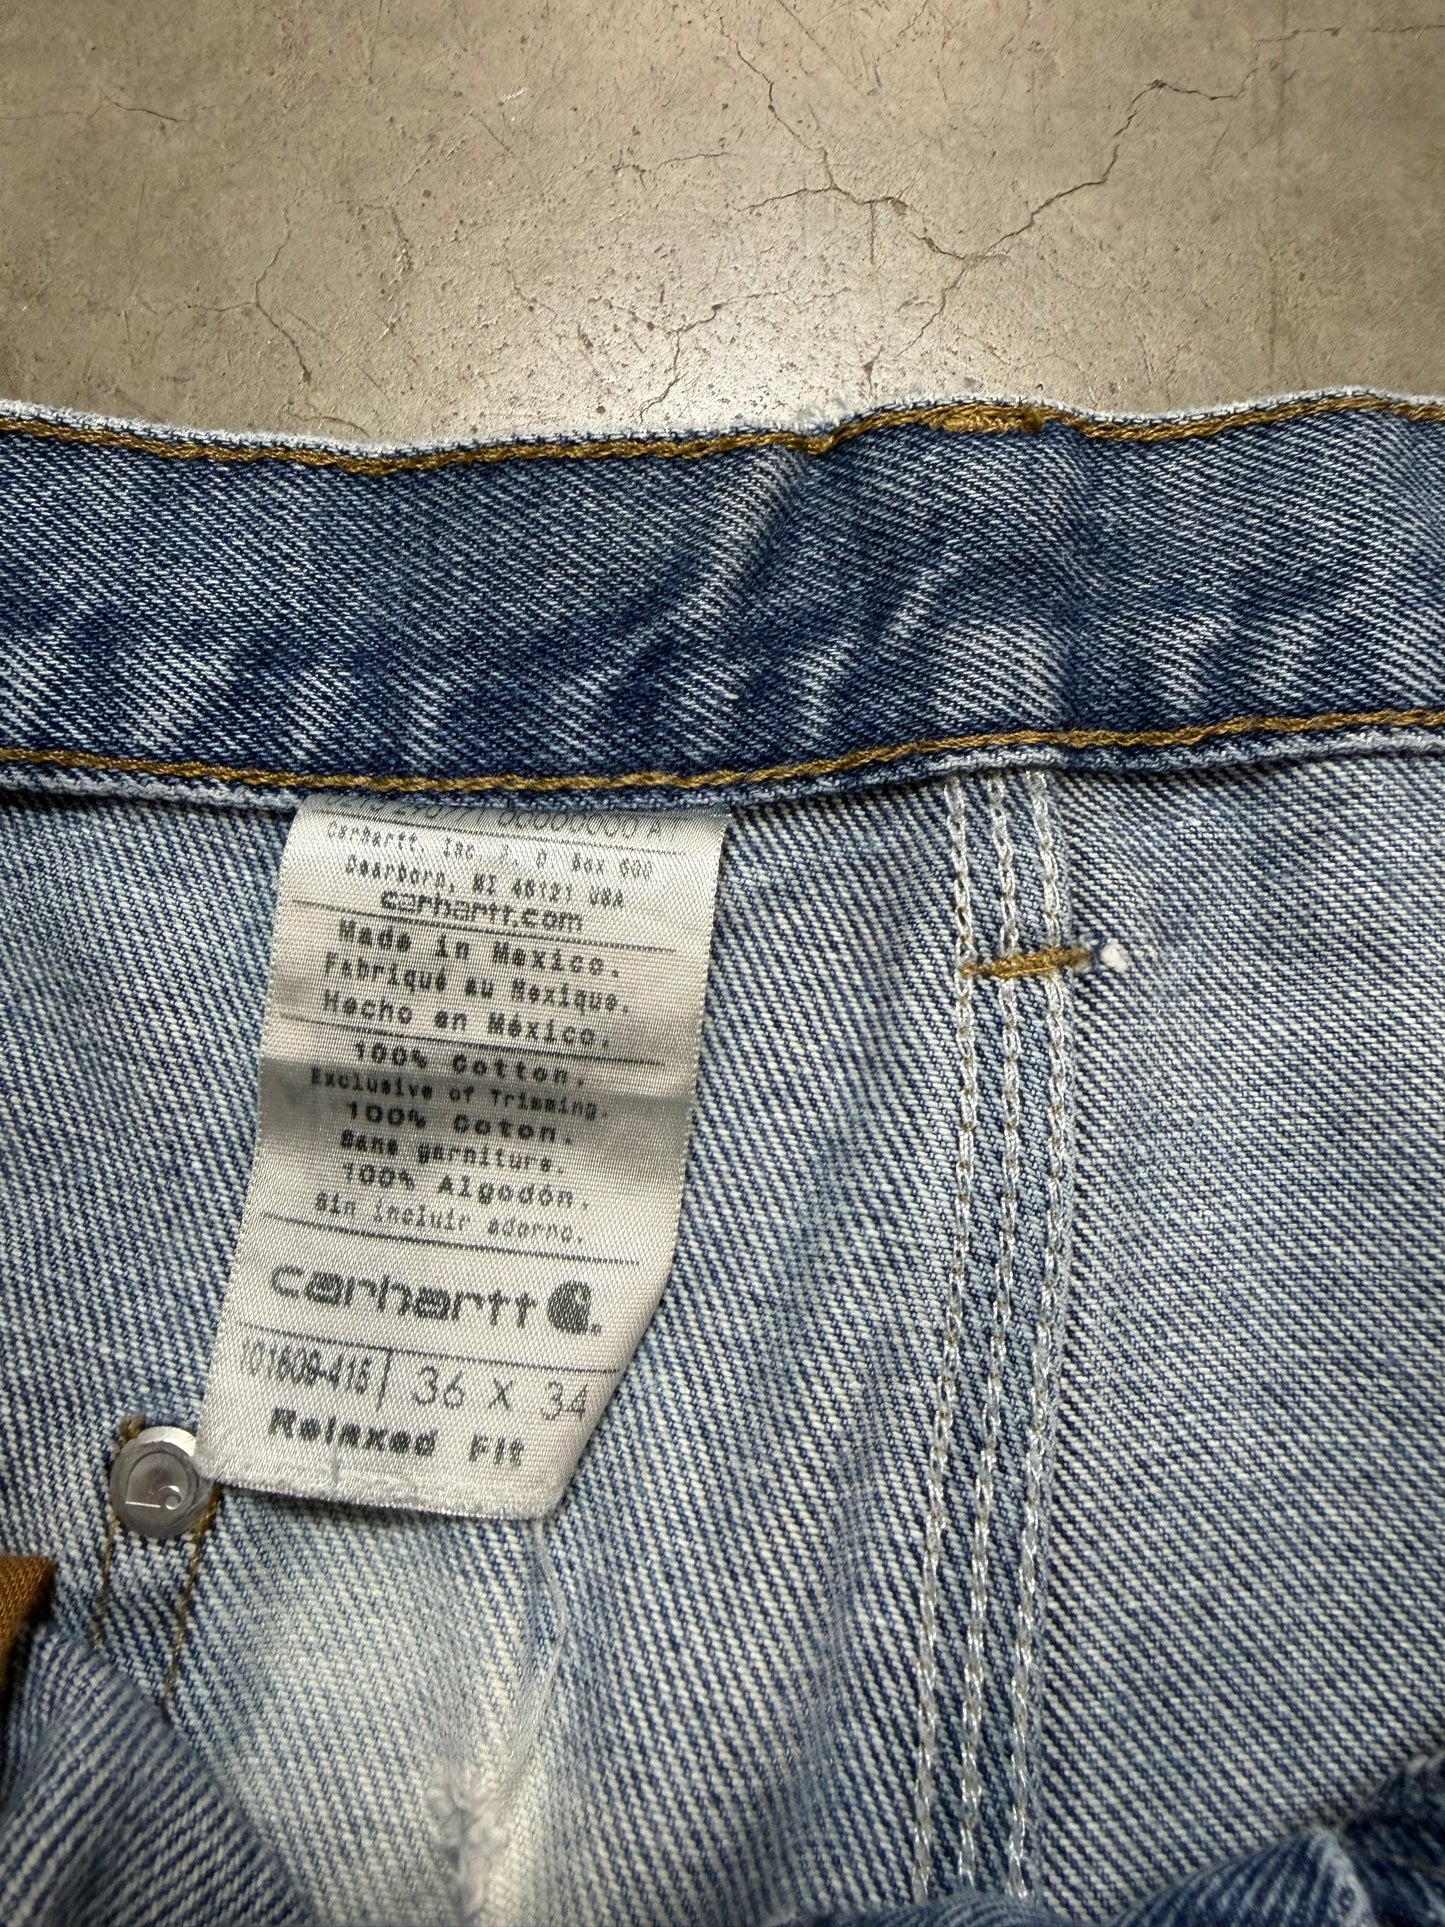 Carhartt, Inc. P. O. Box 600
Dearborn, MI 48121 USA
carhartt.com
Made in Mexico.
Fabriqué au Mexique.
Hecho en México.
100% Cotton.
Exclusive of Trimming.
100% Coton.
Sans garniture.
100% Algodón.
Sin incluir adorno.
carhartt
101609-415 36 X 34
Relaxed Fit